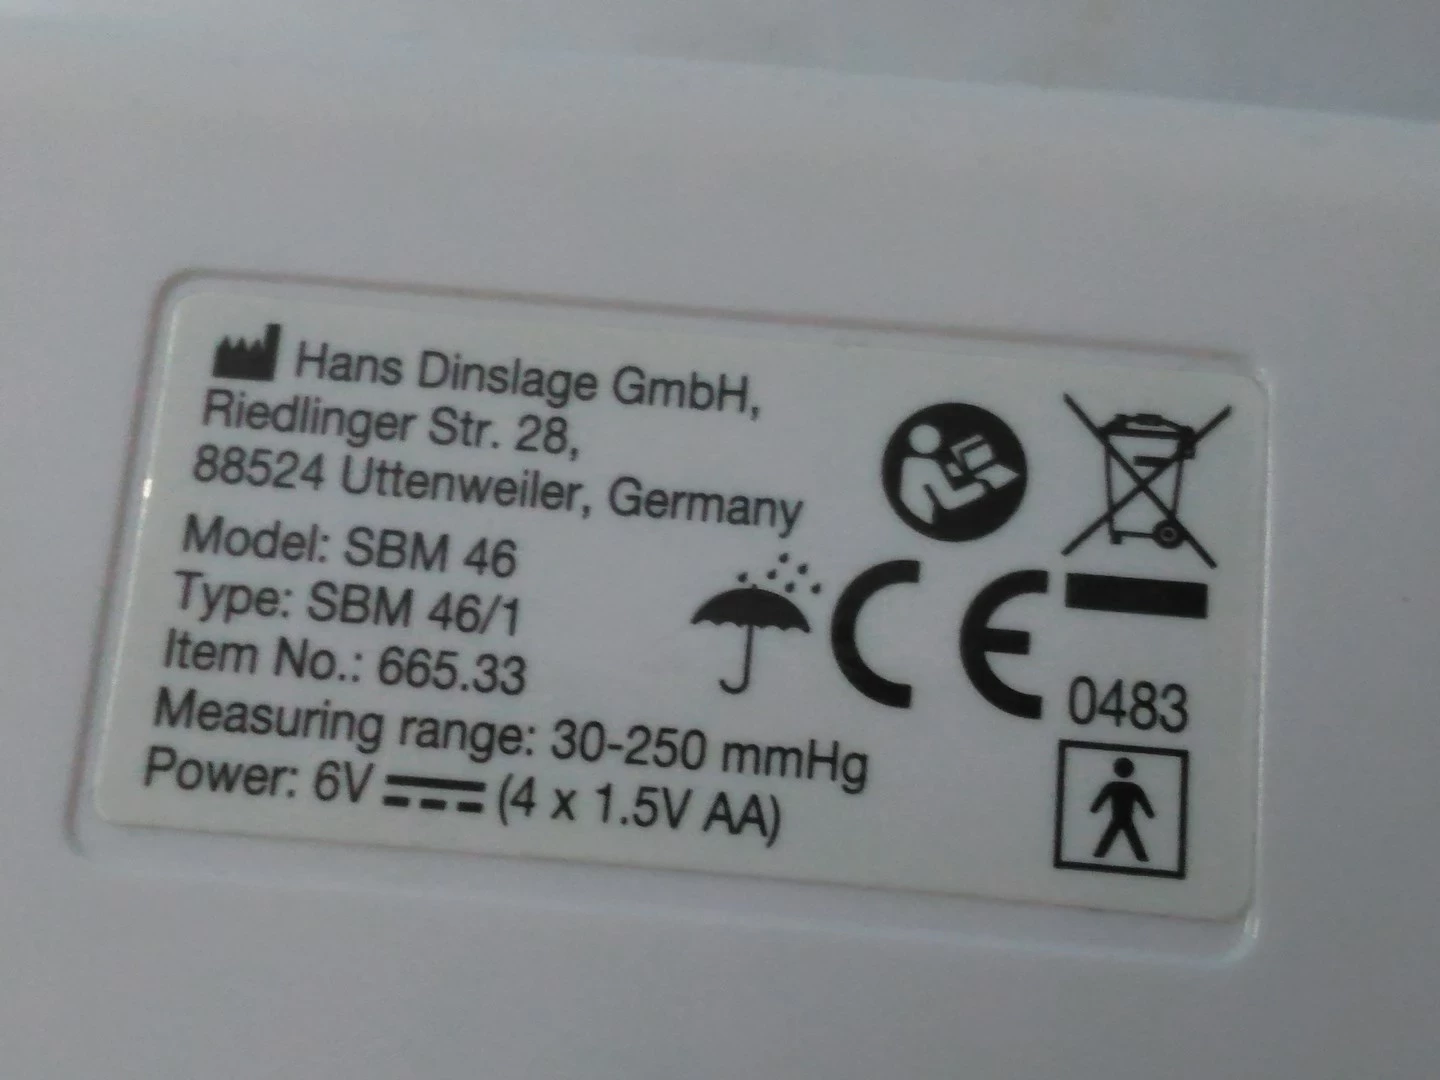 Hans Dinslage GmbH,
Riedlinger Str. 28,
88524 Uttenweiler, Germany
Model: SBM 46
Type: SBM 46/1
Item No.: 665.33
Measuring range: 30-250 mmHg
Power: 6V (4 x 1.5V AA)
CE
0483